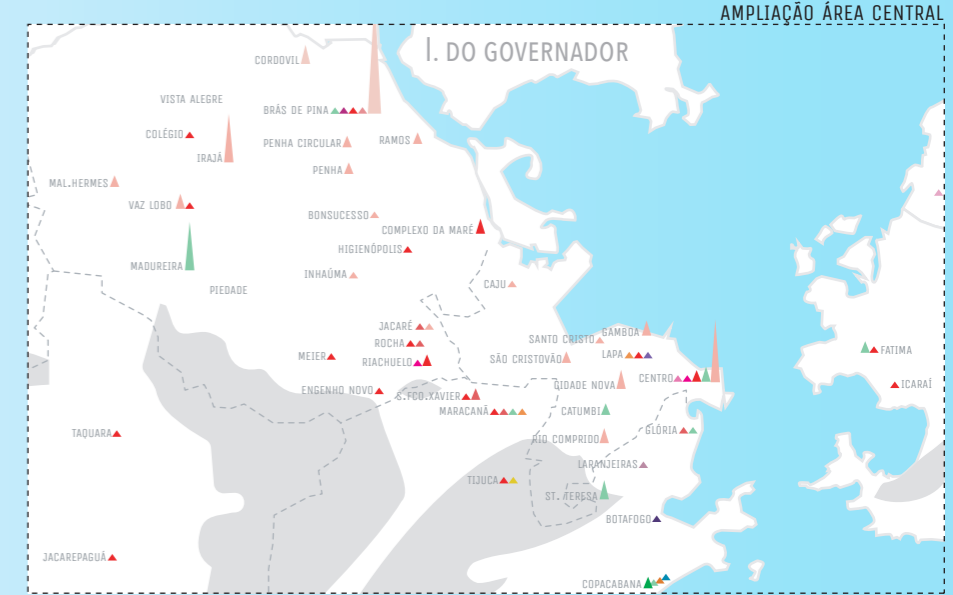 AMPLIAÇÃO ÁREA CENTRAL
I. DO GOVERNADOR
CORDOVIL
VISTA ALEGRE
BRÁS DE PINA
COLÉGIO
PENHA CIRCULAR
RAMOS
IRAJÁ
PENHA
MAL.HERMES
VAZ LOBO
BONSUCESSO
COMPLEXO DA MARÉ
HIGIENÓPOLIS
MADUREIRA
INHAÚMA
CAJU
PIEDADE
JACARÉ
GAMBOA
SANTO CRISTO
ROCHA
FATIMA
LAPA
MEIER
SÃO CRISTOVÃO
RIACHUELO
CENTRO
CIDADE NOVA
ICARAÍ
ENGENHO NOVO
S.FCO.XAVIER
MARACANÃ
CATUMBI
GLÓRIA
TAQUARA
RIO COMPRIDO
LARANJEIRAS
TIJUCA
ST. TERESA
BOTAFOGO
JACAREPAGUÁ
COPACABANA